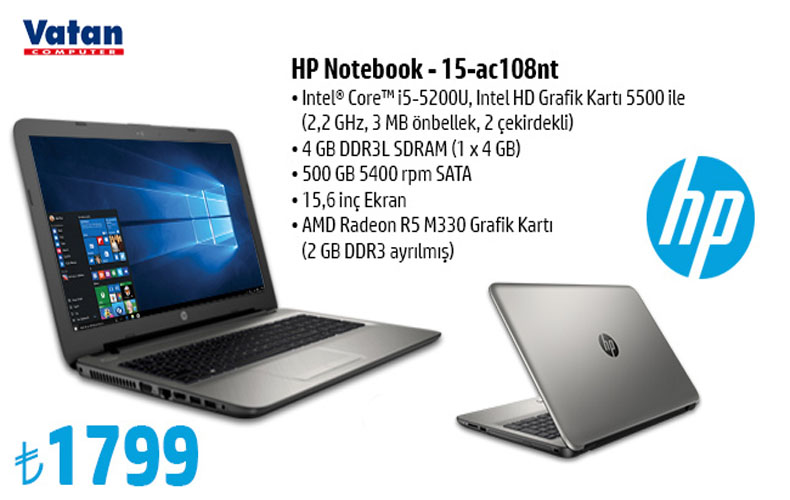 Vatan
COMPUTER
HP Notebook - 15-ac108nt
• Intel® Core™ i5-5200U, Intel HD Grafik Kartı 5500 ile
(2,2 GHz, 3 MB önbellek, 2 çekirdekli)
• 4 GB DDR3L SDRAM (1 x 4 GB)
• 500 GB 5400 rpm SATA
• 15,6 inç Ekran
• AMD Radeon R5 M330 Grafik Kartı
(2 GB DDR3 ayrılmış)
hp
hp
hp
₺1799